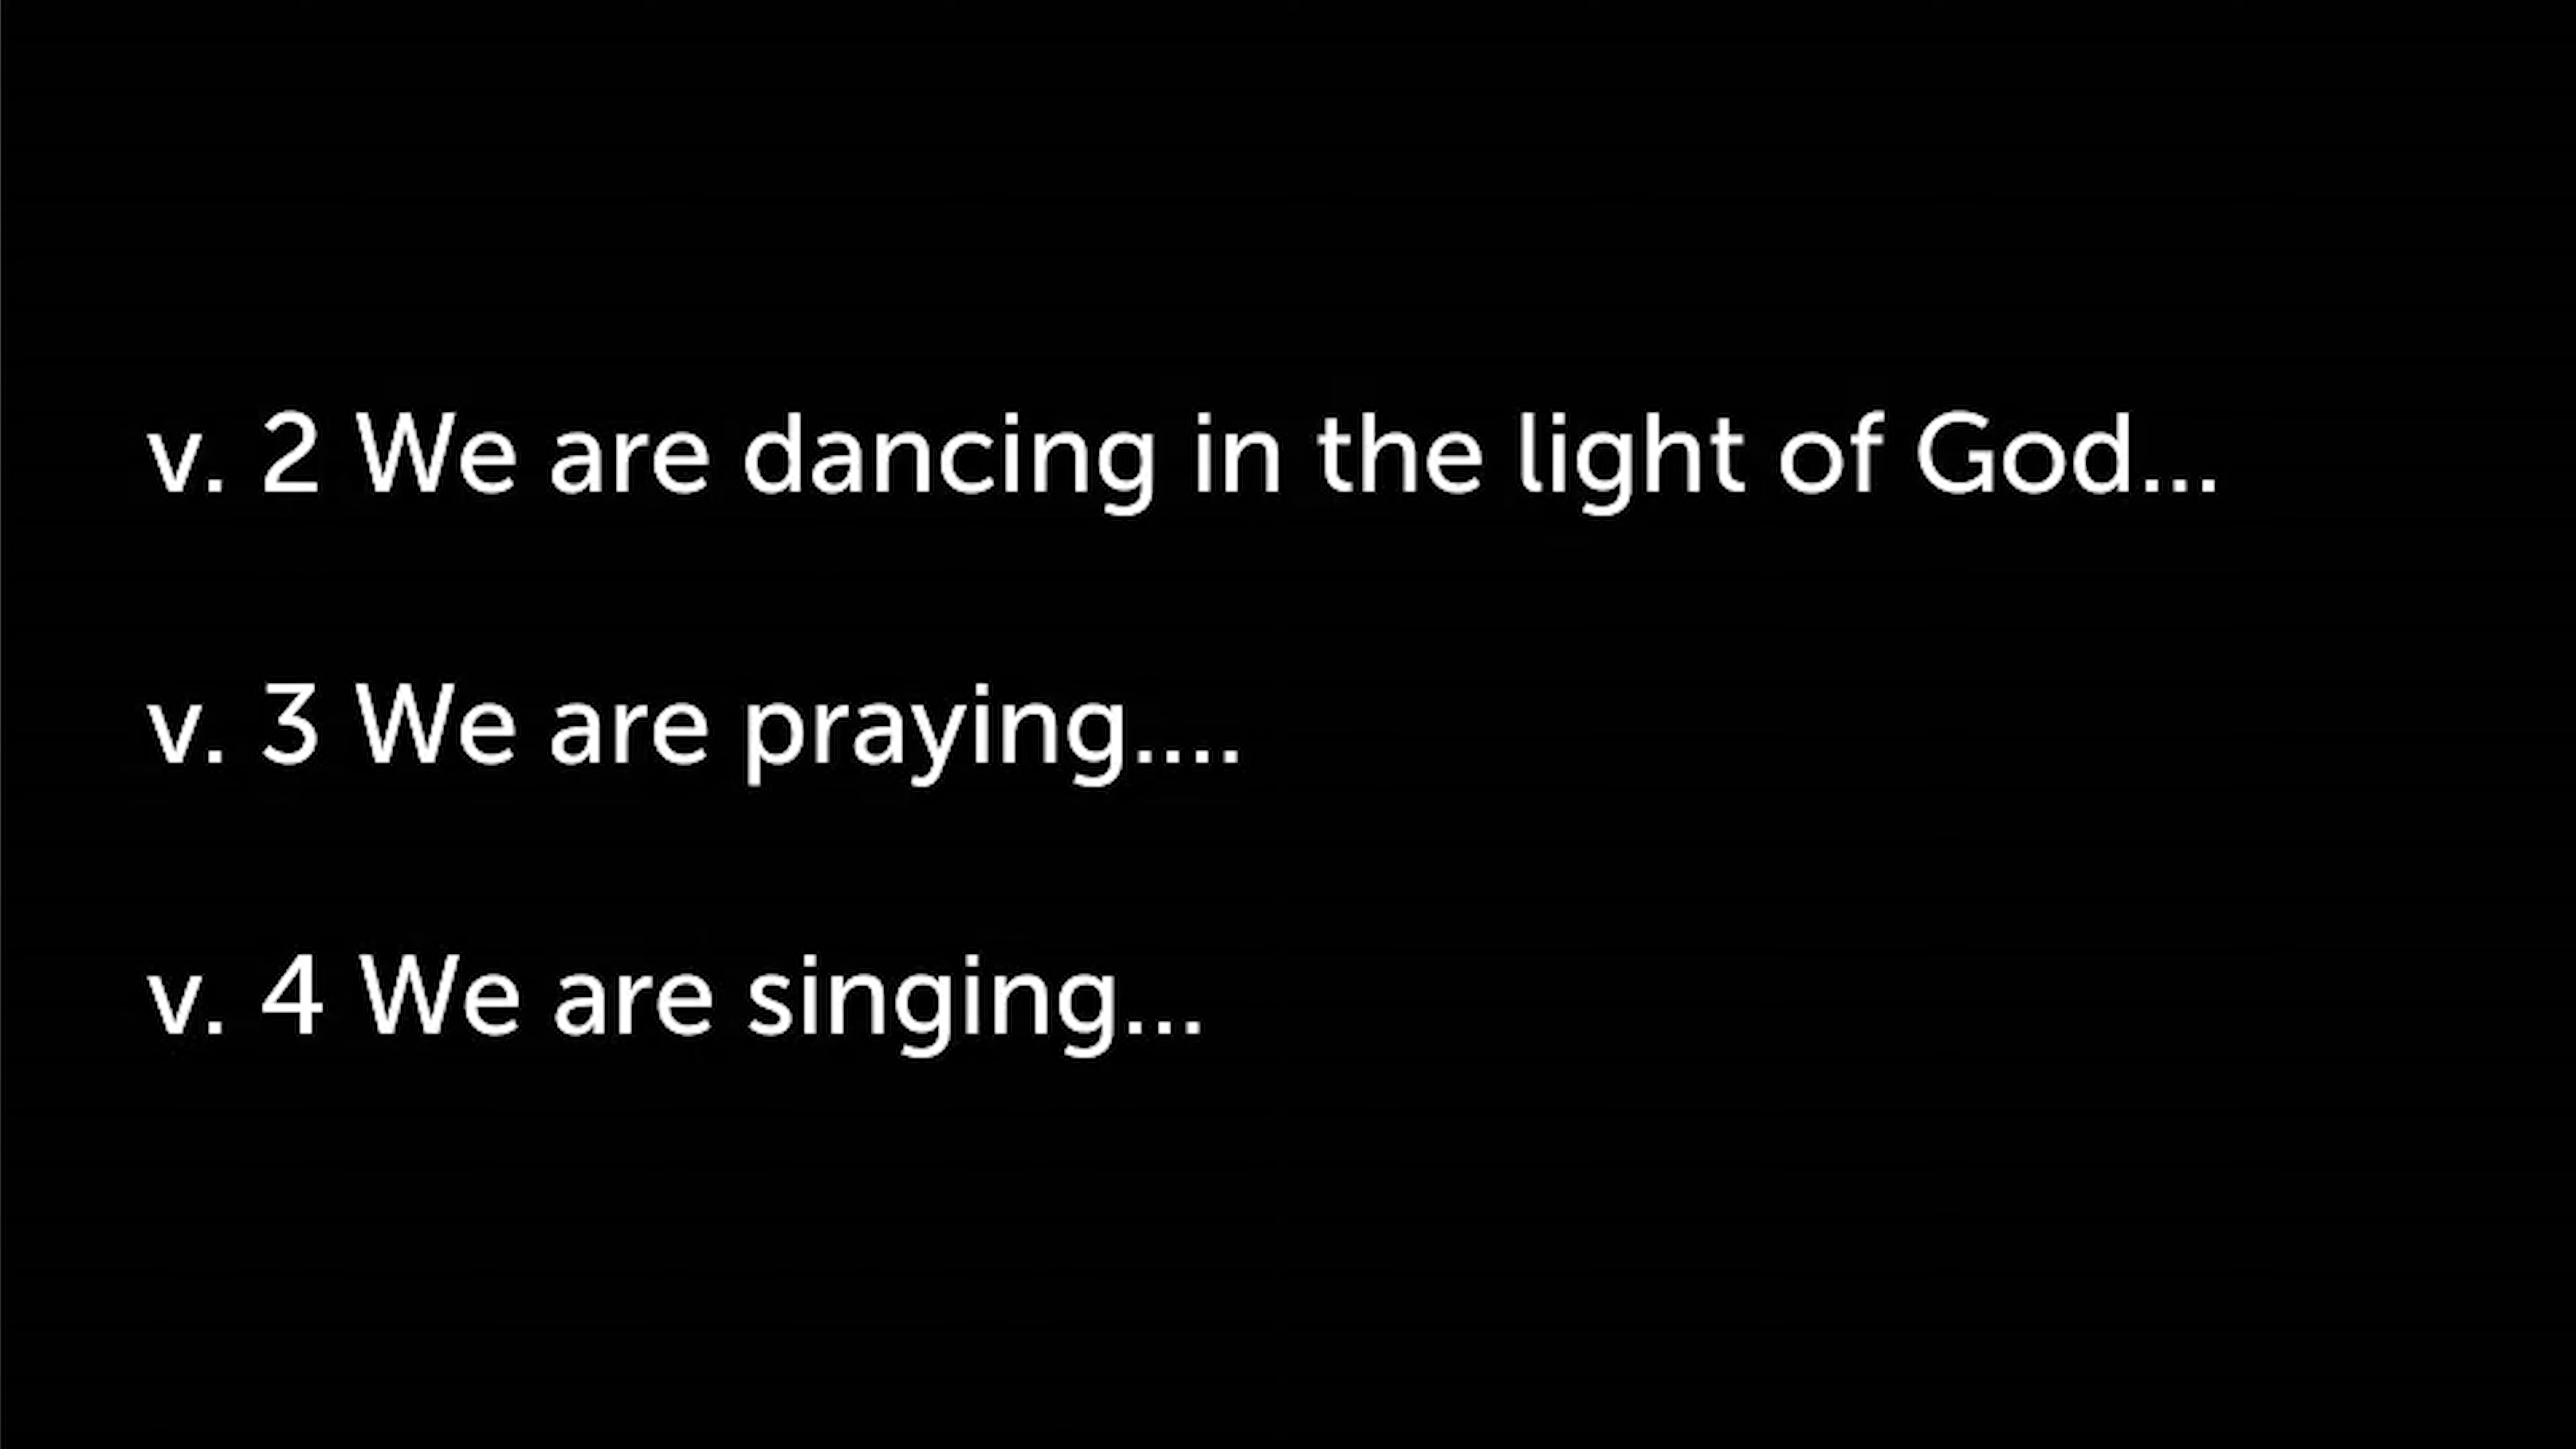 v. 2 We are dancing in the light of God...
v. 3 We are praying....
v. 4 We are singing...